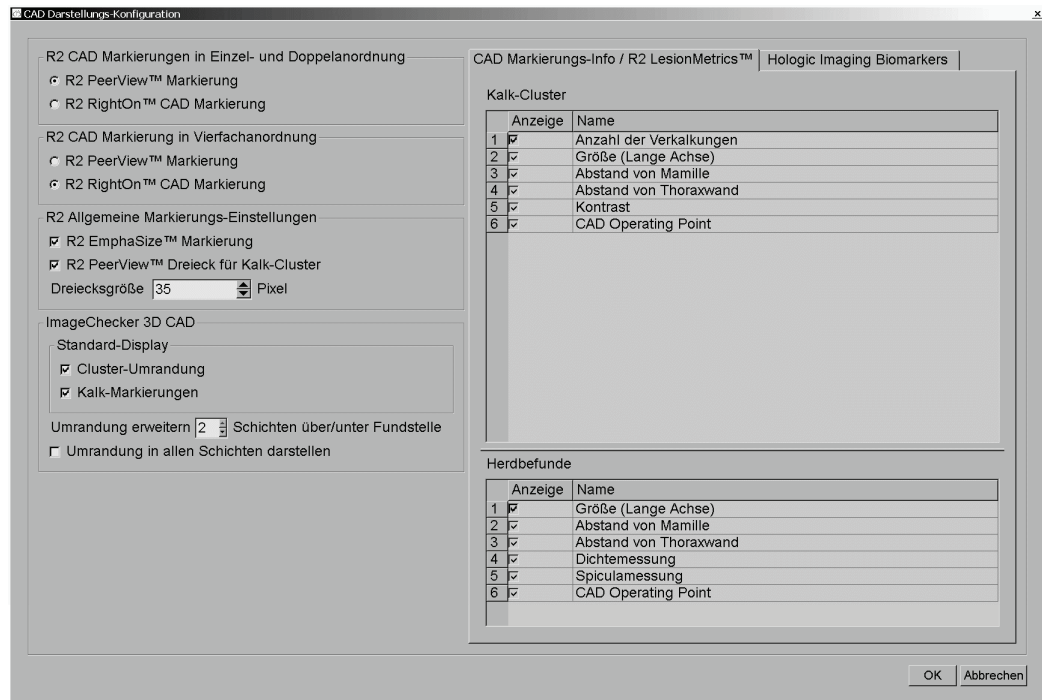 CAD Darstellungs-Konfiguration
R2 CAD Markierungen in Einzel- und Doppelanordnung
R2 PeerView™ Markierung
R2 RightOn™ CAD Markierung
R2 CAD Markierung in Vierfachanordnung
R2 PeerView™ Markierung
R2 RightOn™ CAD Markierung
R2 Allgemeine Markierungs-Einstellungen
R2 EmphaSize™ Markierung
R2 PeerView™ Dreieck für Kalk-Cluster
Dreiecksgröße 35 Pixel
ImageChecker 3D CAD
Standard-Display
Cluster-Umrandung
Kalk-Markierungen
Umrandung erweitern 2 Schichten über/unter Fundstelle
Umrandung in allen Schichten darstellen
CAD Markierungs-Info / R2 LesionMetrics™ Hologic Imaging Biomarkers
Kalk-Cluster
Anzeige Name
1 Anzahl der Verkalkungen
2 Größe (Lange Achse)
3 Abstand von Mamille
4 Abstand von Thoraxwand
5 Kontrast
6 CAD Operating Point
Herdbefunde
Anzeige Name
1 Größe (Lange Achse)
2 Abstand von Mamille
3 Abstand von Thoraxwand
4 Dichtemessung
5 Spiculamessung
6 CAD Operating Point
OK Abbrechen